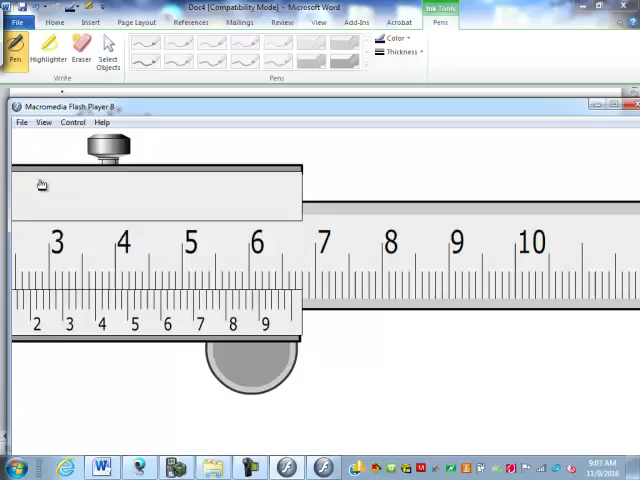 Doc4 [Compatibility Mode] - Microsoft Word
Ink Tools
File Home Insert Page Layout References Mailings Review View Add-Ins Acrobat Pens
Pen Highlighter Eraser Select Objects
Color
Thickness
Write Pens
Macromedia Flash Player 8
File View Control Help
3 4 5 6 7 8 9 10
2 3 4 5 6 7 8 9
9:03 AM
11/9/2016